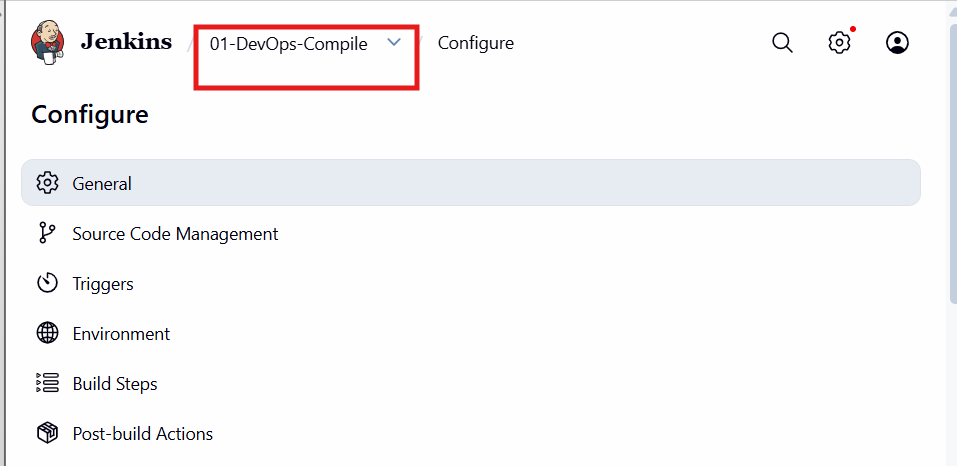 Jenkins / 01-DevOps-Compile / Configure
Configure
General
Source Code Management
Triggers
Environment
Build Steps
Post-build Actions